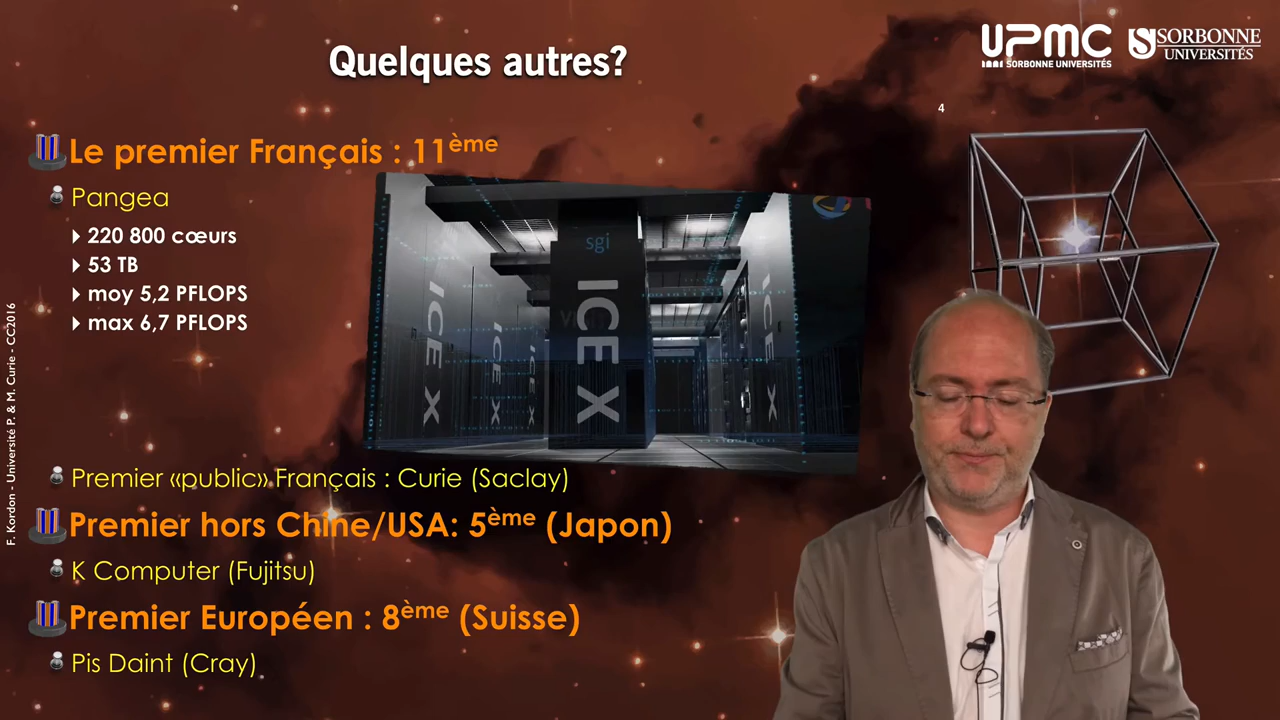 Quelques autres?
UPMC
SORBONNE UNIVERSITÉS
SORBONNE
UNIVERSITÉS
4
Le premier Français : 11ème
Pangea
220 800 cœurs
53 TB
moy 5,2 PFLOPS
max 6,7 PFLOPS
sgi
ICE X
ICE X
ICE X
ICE X
ICE X
Premier «public» Français : Curie (Saclay)
Premier hors Chine/USA: 5ème (Japon)
K Computer (Fujitsu)
Premier Européen : 8ème (Suisse)
Pis Daint (Cray)
F. Kordon - Université P. & M. Curie - CC2016